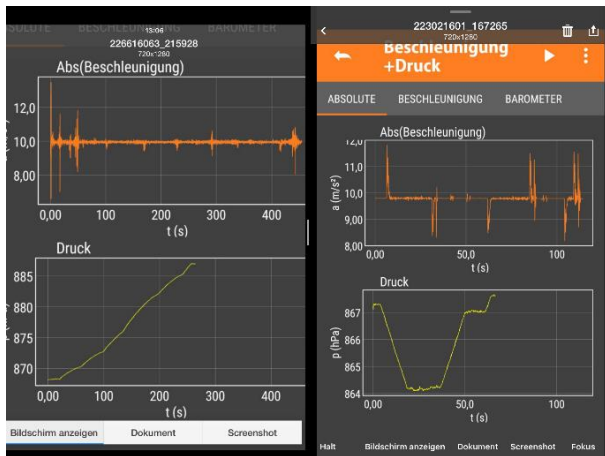 ABSOLUTE
BAROMETER
13:06
226616063_215928
720x1280
Abs(Beschleunigung)
12,0
10,0
8,00
0,00 100 200 300 400
t (s)
Druck
885
880
875
870
0,00 100 200 300 400
t (s)
Bildschirm anzeigen Dokument Screenshot
223021601_167265
720x1280
Beschleunigung
+Druck
ABSOLUTE BESCHLEUNIGUNG BAROMETER
Abs(Beschleunigung)
12,0
11,0
10,0
9,00
8,00
a (m/s²)
0,00 50,0 100
t (s)
Druck
867
866
865
864
p (hPa)
0,00 50,0 100
t (s)
Halt Bildschirm anzeigen Dokument Screenshot Fokus